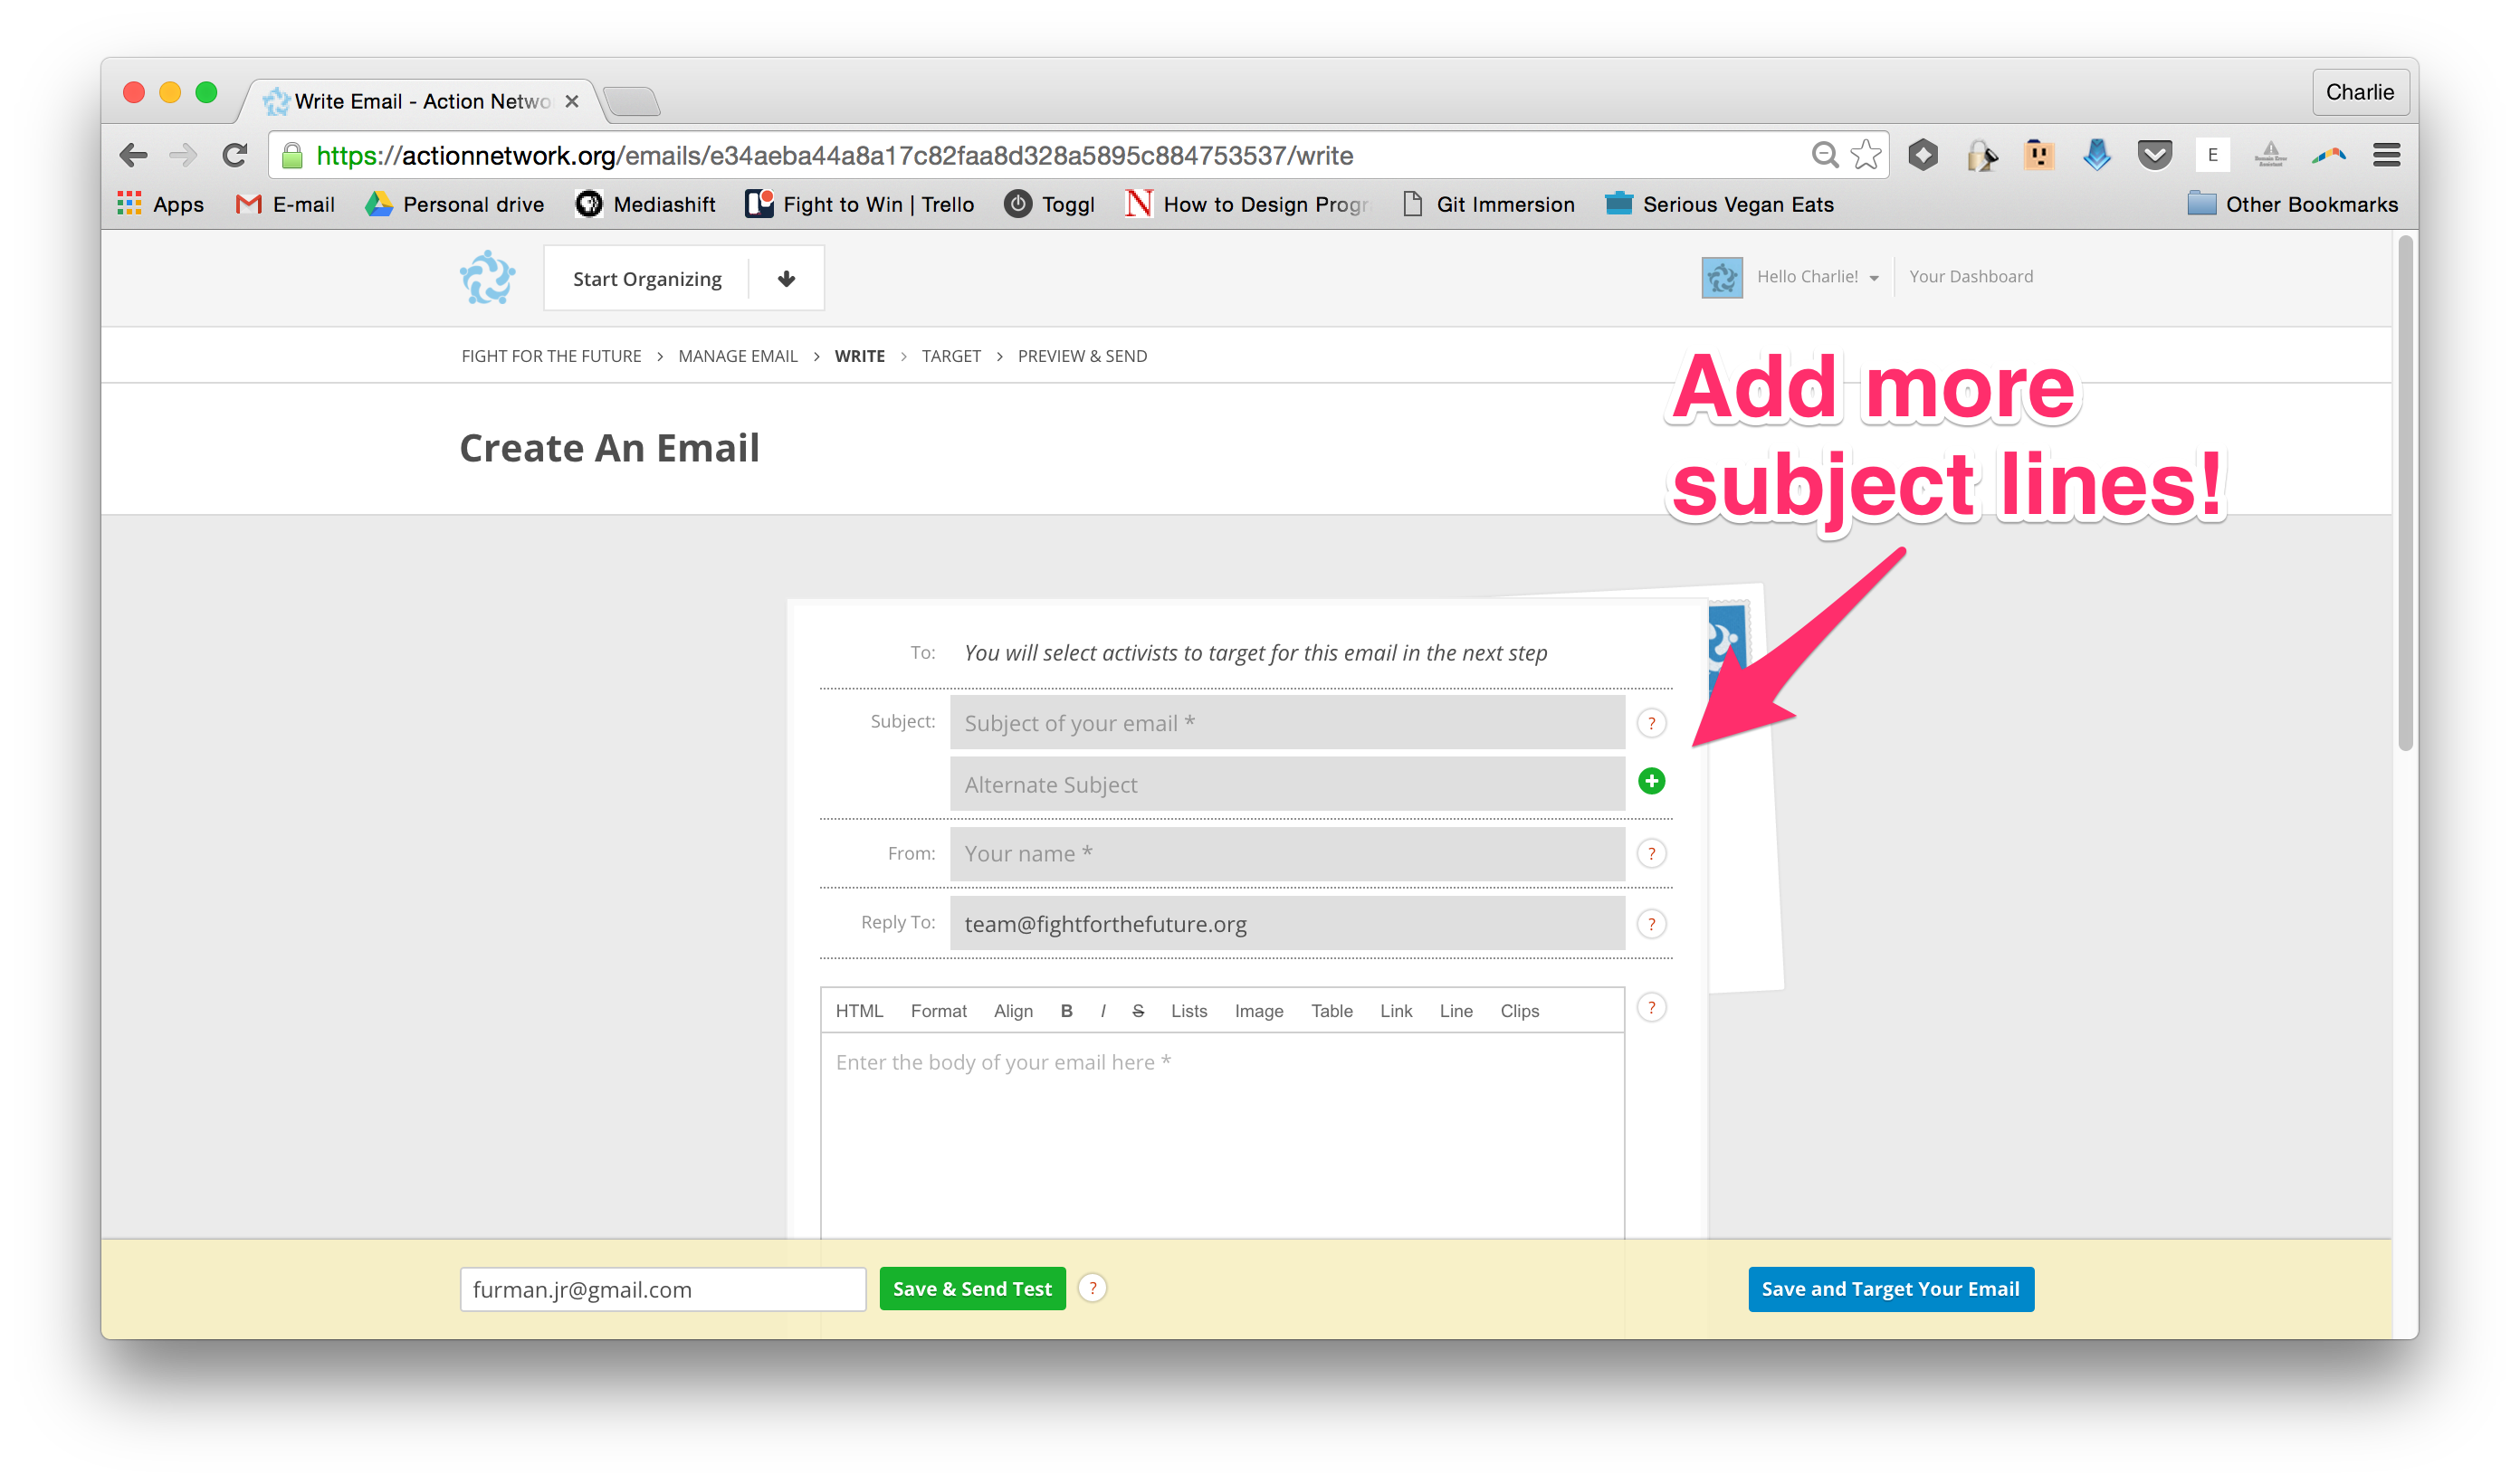 Write Email - Action Netwo
Charlie
https://actionnetwork.org/emails/e34aeba44a8a17c82faa8d328a5895c884753537/write
E
Apps
E-mail
Personal drive
Mediashift
Fight to Win | Trello
Toggl
How to Design Progr
Git Immersion
Serious Vegan Eats
Other Bookmarks
Start Organizing
Hello Charlie!
Your Dashboard
FIGHT FOR THE FUTURE > MANAGE EMAIL > WRITE > TARGET > PREVIEW & SEND
Add more
subject lines!
Create An Email
To: You will select activists to target for this email in the next step
Subject: Subject of your email * ?
Alternate Subject
From: Your name * ?
Reply To: team@fightforthefuture.org ?
HTML Format Align B I S Lists Image Table Link Line Clips ?
Enter the body of your email here *
furman.jr@gmail.com
Save & Send Test ?
Save and Target Your Email